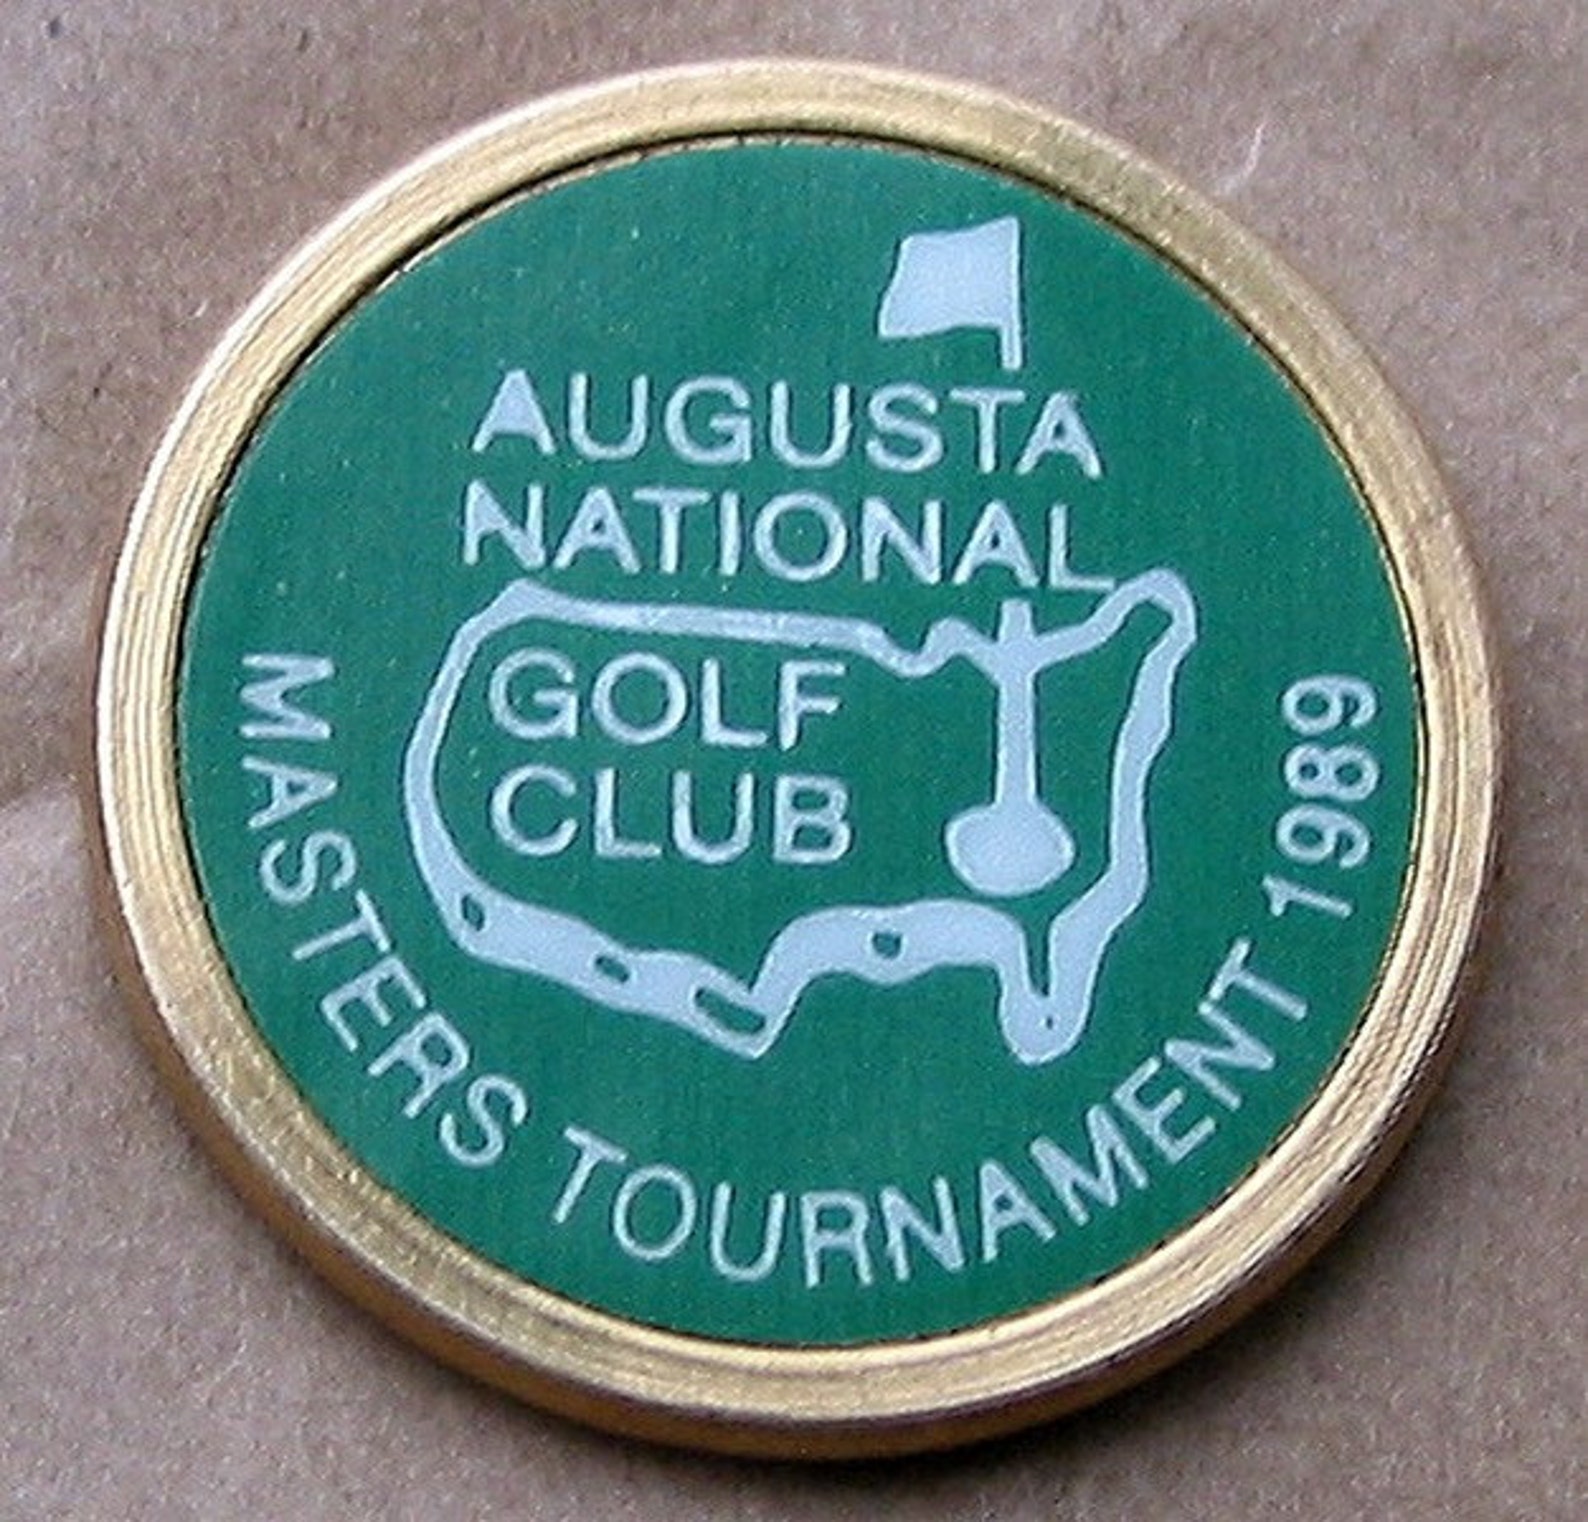 AUGUSTA
NATIONAL
GOLF
CLUB
MASTERS TOURNAMENT 1989